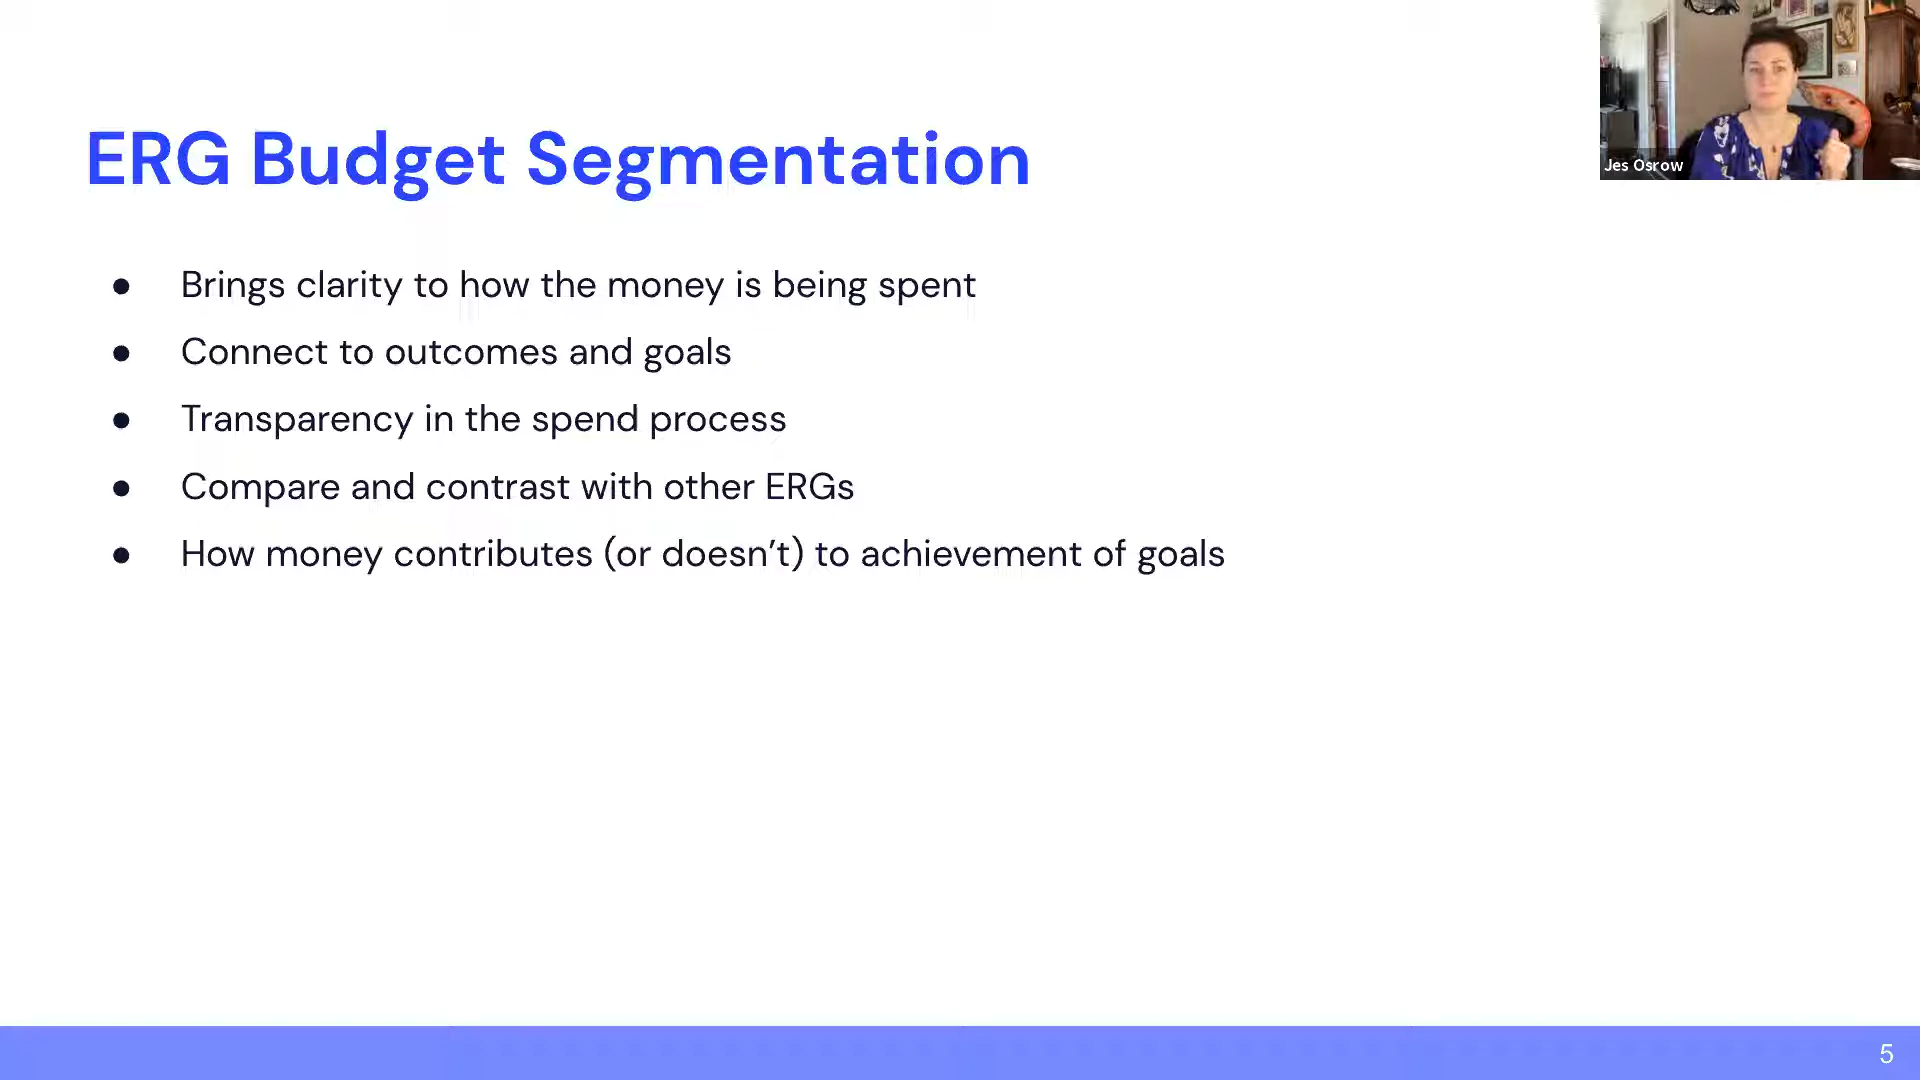 ERG Budget Segmentation
Jes Osrow
● Brings clarity to how the money is being spent
● Connect to outcomes and goals
● Transparency in the spend process
● Compare and contrast with other ERGs
● How money contributes (or doesn’t) to achievement of goals
5